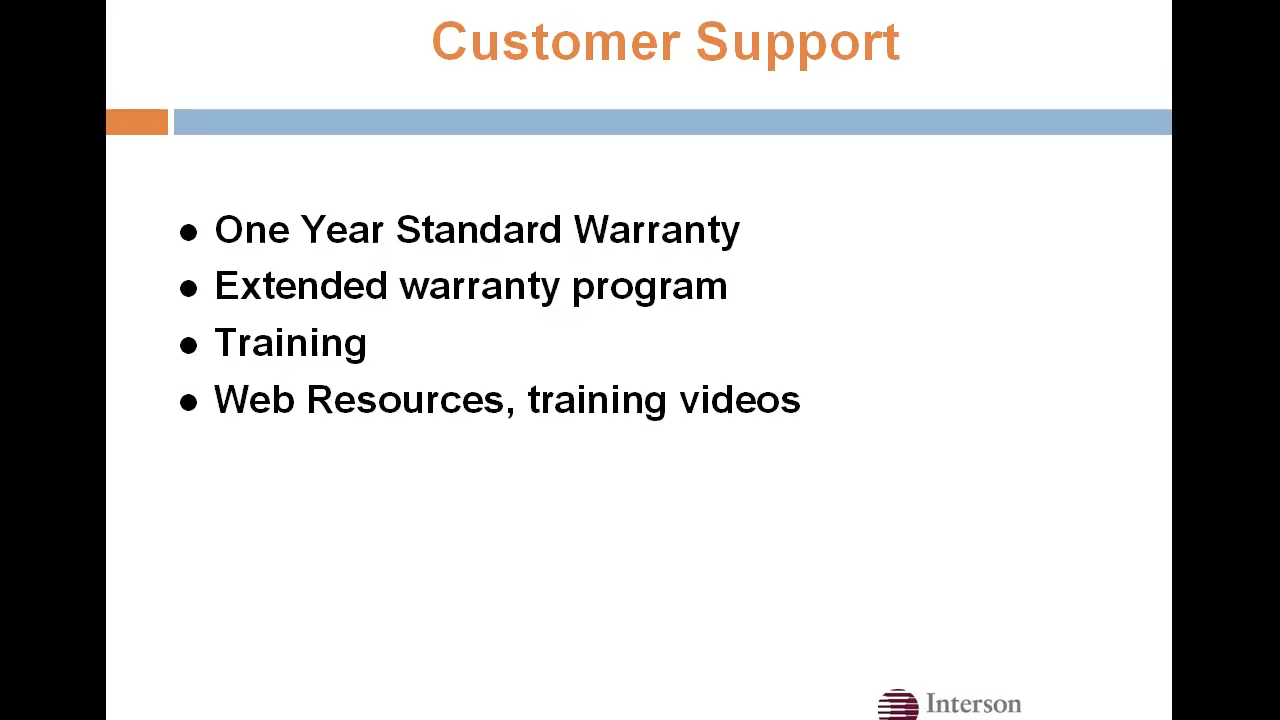 Customer Support
One Year Standard Warranty
Extended warranty program
Training
Web Resources, training videos
Interson